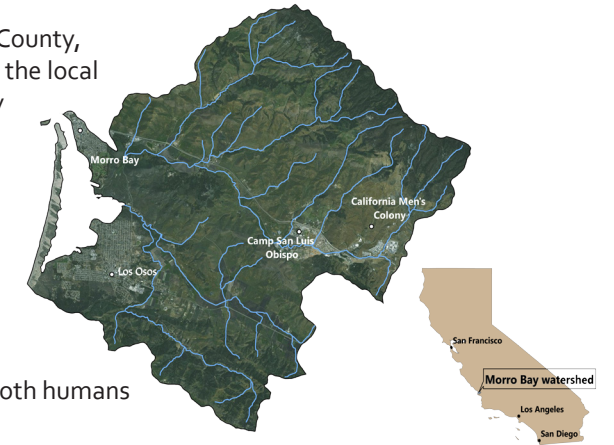 County,
the local
Morro Bay
California Men's
Colony
Camp San Luis
Obispo
Los Osos
San Francisco
Morro Bay watershed
Los Angeles
San Diego
oth humans